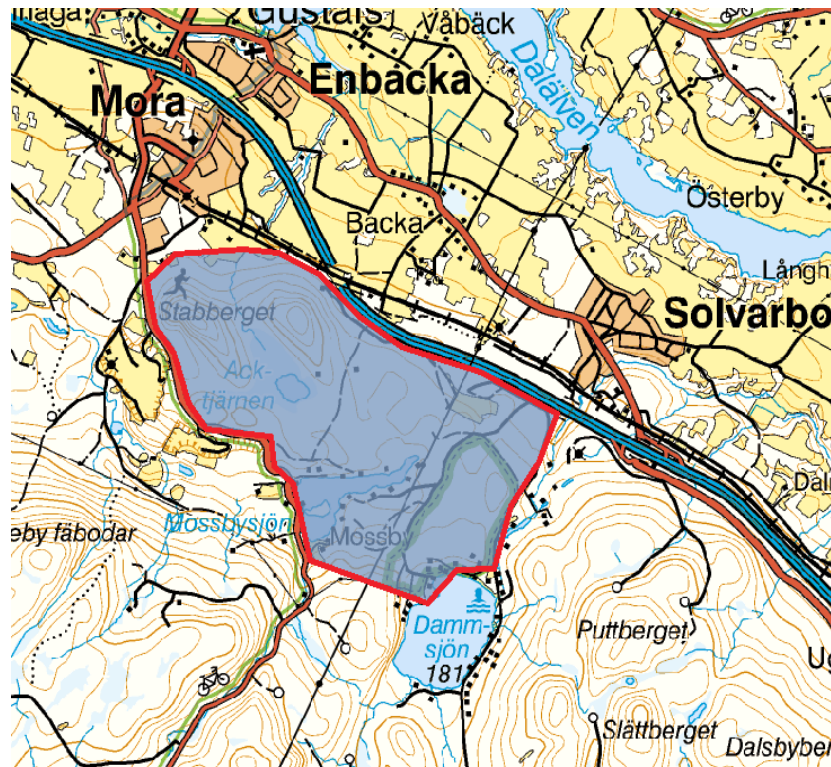 Gustafs
Våbäck
Enbacka
Mora
Dalälven
Österby
Backa
Långh
Solvarbo
Stabberget
Ack-
tjärnen
Mossbysjön
Mossby
eby fäbodar
Damm-
sjön
181
Puttberget
Slättberget
Dalsbyber